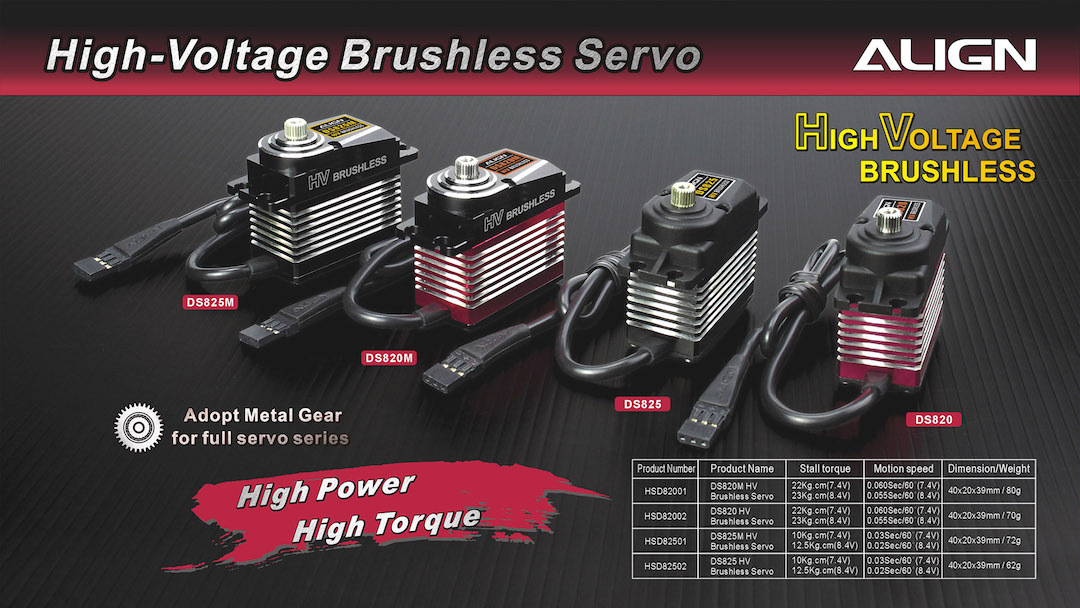 High-Voltage Brushless Servo
ALIGN
HIGH VOLTAGE
BRUSHLESS
ALIGN
DS825M
HV BRUSHLESS
ALIGN
DS820M
HV BRUSHLESS
DS825
DS825M
DS820M
DS825
DS820
Adopt Metal Gear
for full servo series
High Power
High Torque
Product Number Product Name Stall torque Motion speed Dimension/Weight
HSD82001 DS820M HV Brushless Servo 22Kg.cm(7.4V) 23Kg.cm(8.4V) 0.060Sec/60˚(7.4V) 0.055Sec/60˚(8.4V) 40x20x39mm / 80g
HSD82002 DS820 HV Brushless Servo 22Kg.cm(7.4V) 23Kg.cm(8.4V) 0.060Sec/60˚(7.4V) 0.055Sec/60˚(8.4V) 40x20x39mm / 70g
HSD82501 DS825M HV Brushless Servo 10Kg.cm(7.4V) 12.5Kg.cm(8.4V) 0.03Sec/60˚(7.4V) 0.02Sec/60˚(8.4V) 40x20x39mm / 72g
HSD82502 DS825 HV Brushless Servo 10Kg.cm(7.4V) 12.5Kg.cm(8.4V) 0.03Sec/60˚(7.4V) 0.02Sec/60˚(8.4V) 40x20x39mm / 62g